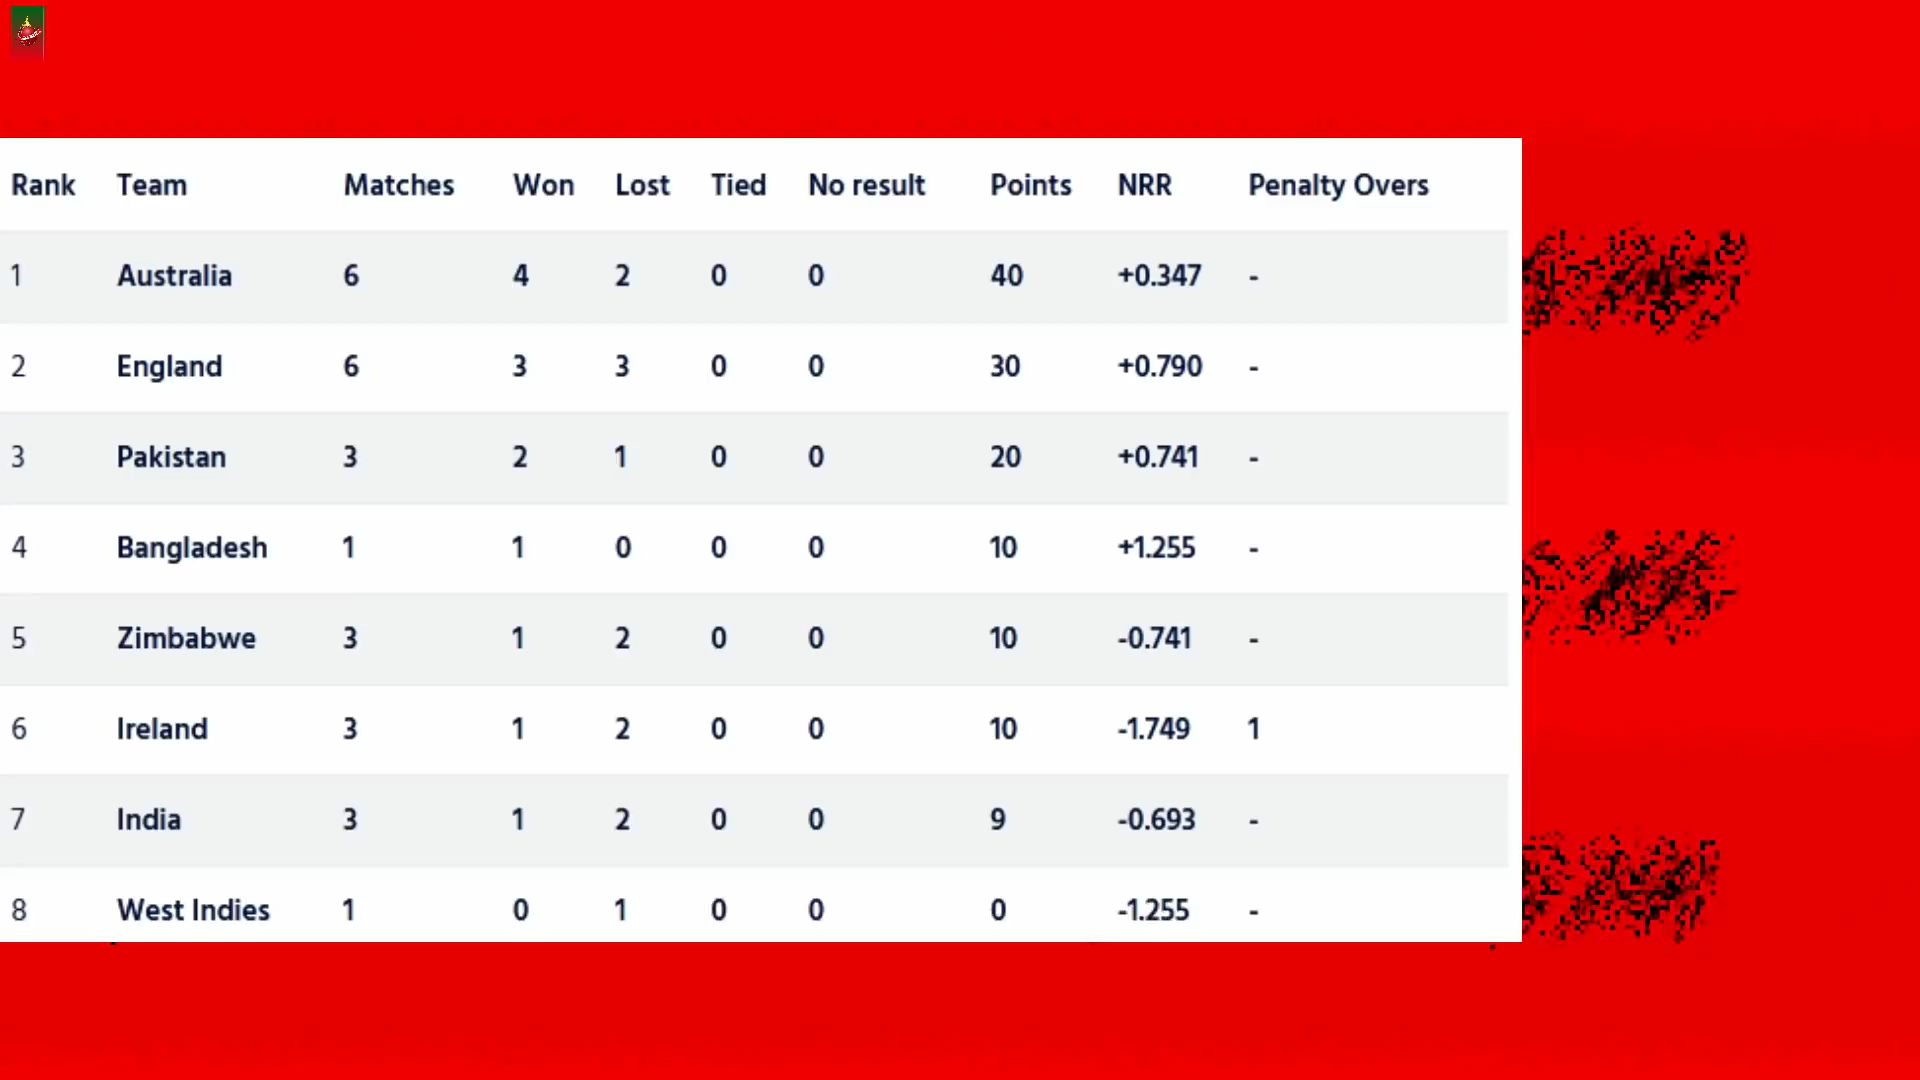 Rank Team Matches Won Lost Tied No result Points NRR Penalty Overs
1 Australia 6 4 2 0 0 40 +0.347 -
2 England 6 3 3 0 0 30 +0.790 -
3 Pakistan 3 2 1 0 0 20 +0.741 -
4 Bangladesh 1 1 0 0 0 10 +1.255 -
5 Zimbabwe 3 1 2 0 0 10 -0.741 -
6 Ireland 3 1 2 0 0 10 -1.749 1
7 India 3 1 2 0 0 9 -0.693 -
8 West Indies 1 0 1 0 0 0 -1.255 -